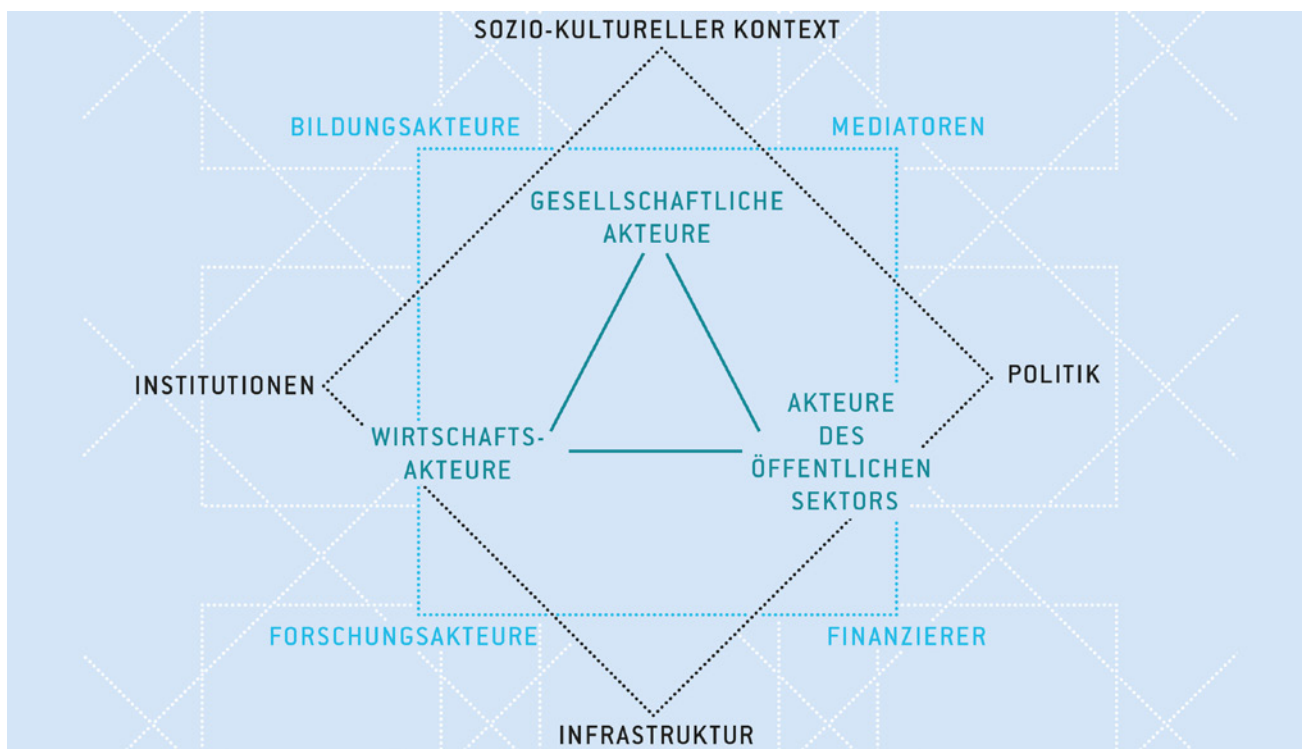 SOZIO-KULTURELLER KONTEXT
BILDUNGSAKTEURE
MEDIATOREN
GESELLSCHAFTLICHE
AKTEURE
INSTITUTIONEN
POLITIK
WIRTSCHAFTS-
AKTEURE
AKTEURE
DES
ÖFFENTLICHEN
SEKTORS
FORSCHUNGSAKTEURE
FINANZIERER
INFRASTRUKTUR